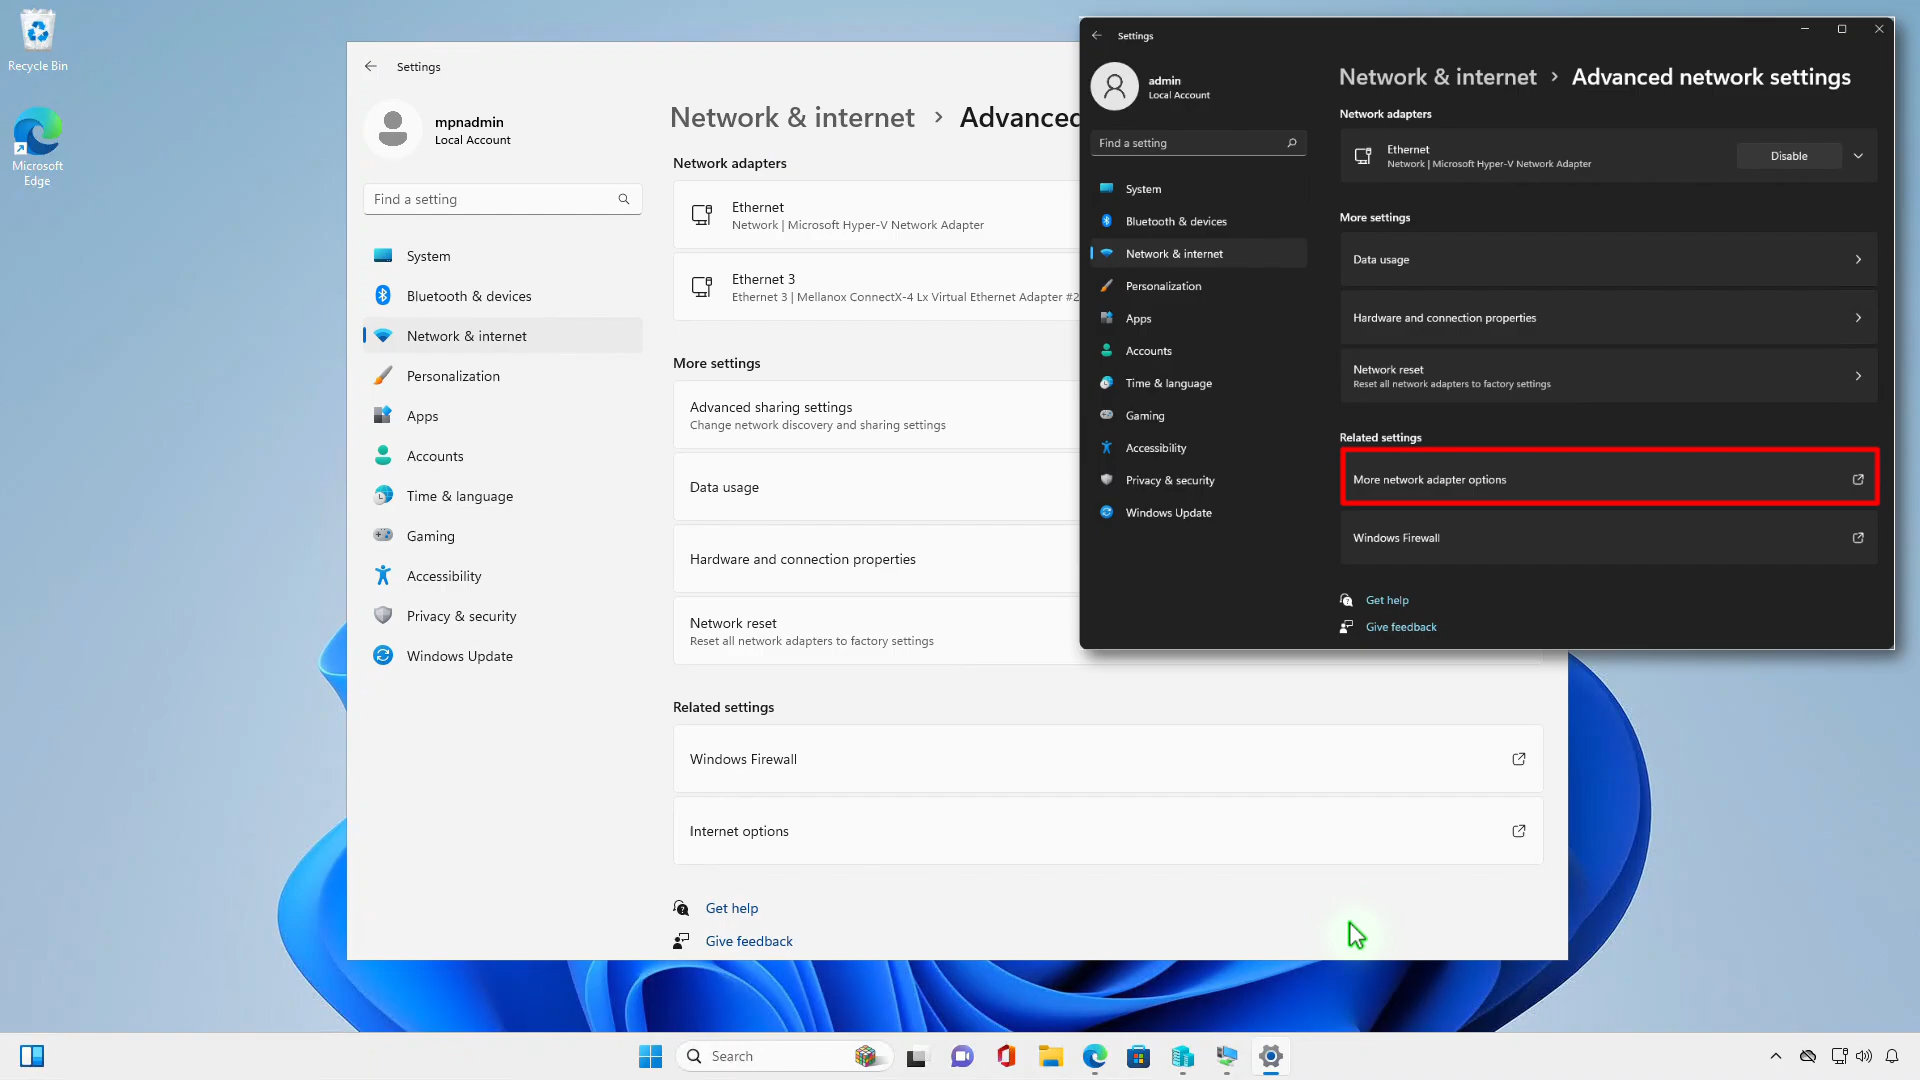 Recycle Bin
Microsoft
Edge
Settings
mpnadmin
Local Account
Find a setting
System
Bluetooth & devices
Network & internet
Personalization
Apps
Accounts
Time & language
Gaming
Accessibility
Privacy & security
Windows Update
Network & internet > Advanced
Network adapters
Ethernet
Network | Microsoft Hyper-V Network Adapter
Ethernet 3
Ethernet 3 | Mellanox ConnectX-4 Lx Virtual Ethernet Adapter #2
More settings
Advanced sharing settings
Change network discovery and sharing settings
Data usage
Hardware and connection properties
Network reset
Reset all network adapters to factory settings
Related settings
Windows Firewall
Internet options
Get help
Give feedback
Settings
admin
Local Account
Find a setting
System
Bluetooth & devices
Network & internet
Personalization
Apps
Accounts
Time & language
Gaming
Accessibility
Privacy & security
Windows Update
Network & internet > Advanced network settings
Network adapters
Ethernet
Network | Microsoft Hyper-V Network Adapter
Disable
More settings
Data usage
Hardware and connection properties
Network reset
Reset all network adapters to factory settings
Related settings
More network adapter options
Windows Firewall
Get help
Give feedback
Search